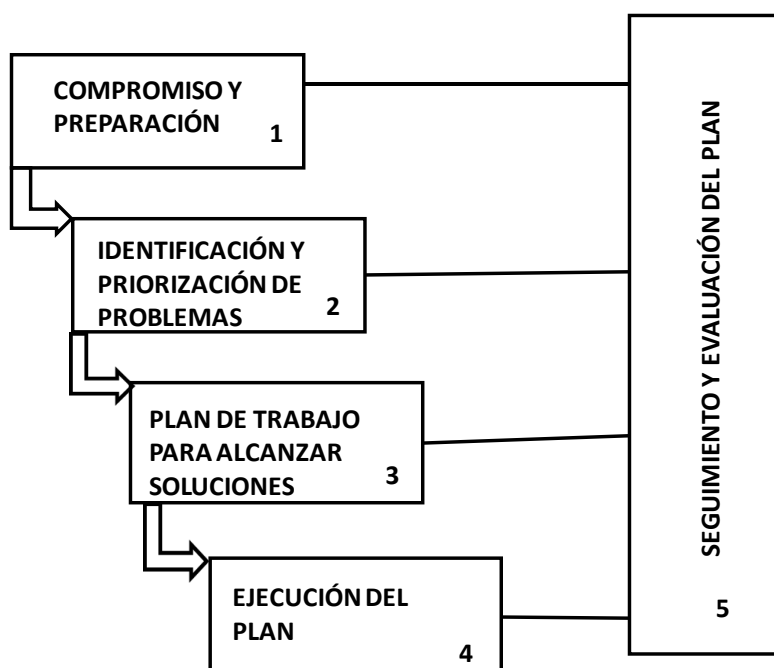 COMPROMISO Y
PREPARACIÓN
1
IDENTIFICACIÓN Y
PRIORIZACIÓN DE
PROBLEMAS
2
PLAN DE TRABAJO
PARA ALCANZAR
SOLUCIONES
3
EJECUCIÓN DEL
PLAN
4
SEGUIMIENTO Y EVALUACIÓN DEL PLAN
5